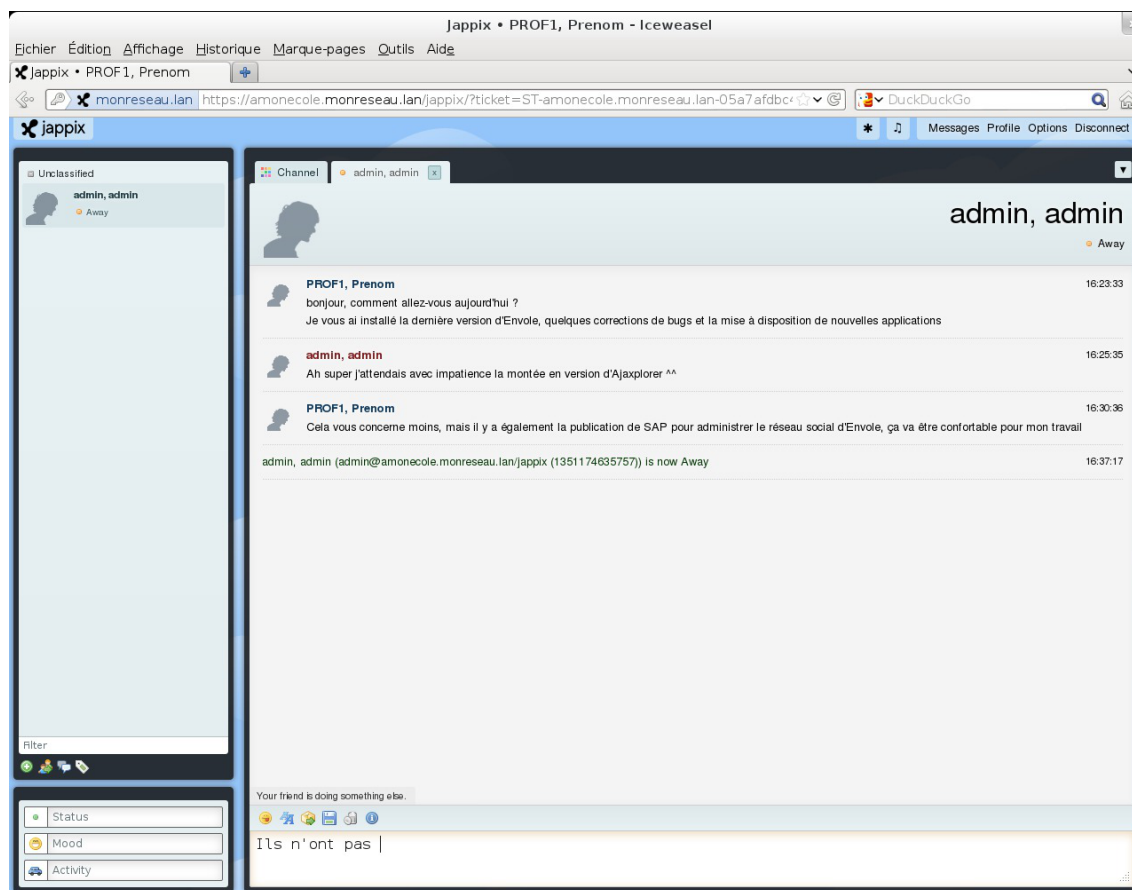 Jappix • PROF1, Prenom - Iceweasel
Fichier Édition Affichage Historique Marque-pages Outils Aide
Jappix • PROF1, Prenom
monreseau.lan https://amonecole.monreseau.lan/jappix/?ticket=ST-amonecole.monreseau.lan-05a7afdbc DuckDuckGo
jappix Messages Profile Options Disconnect
Unclassified
admin, admin
Away
Filter
Status
Mood
Activity
Channel admin, admin x
admin, admin
Away
PROF1, Prenom 16:23:33
bonjour, comment allez-vous aujourd'hui ?
Je vous ai installé la dernière version d'Envole, quelques corrections de bugs et la mise à disposition de nouvelles applications
admin, admin 16:25:35
Ah super j'attendais avec impatience la montée en version d'Ajaxplorer ^^
PROF1, Prenom 16:30:36
Cela vous concerne moins, mais il y a également la publication de SAP pour administrer le réseau social d'Envole, ça va être confortable pour mon travail
admin, admin (admin@amonecole.monreseau.lan/jappix (1351174635757)) is now Away 16:37:17
Your friend is doing something else.
Ils n'ont pas